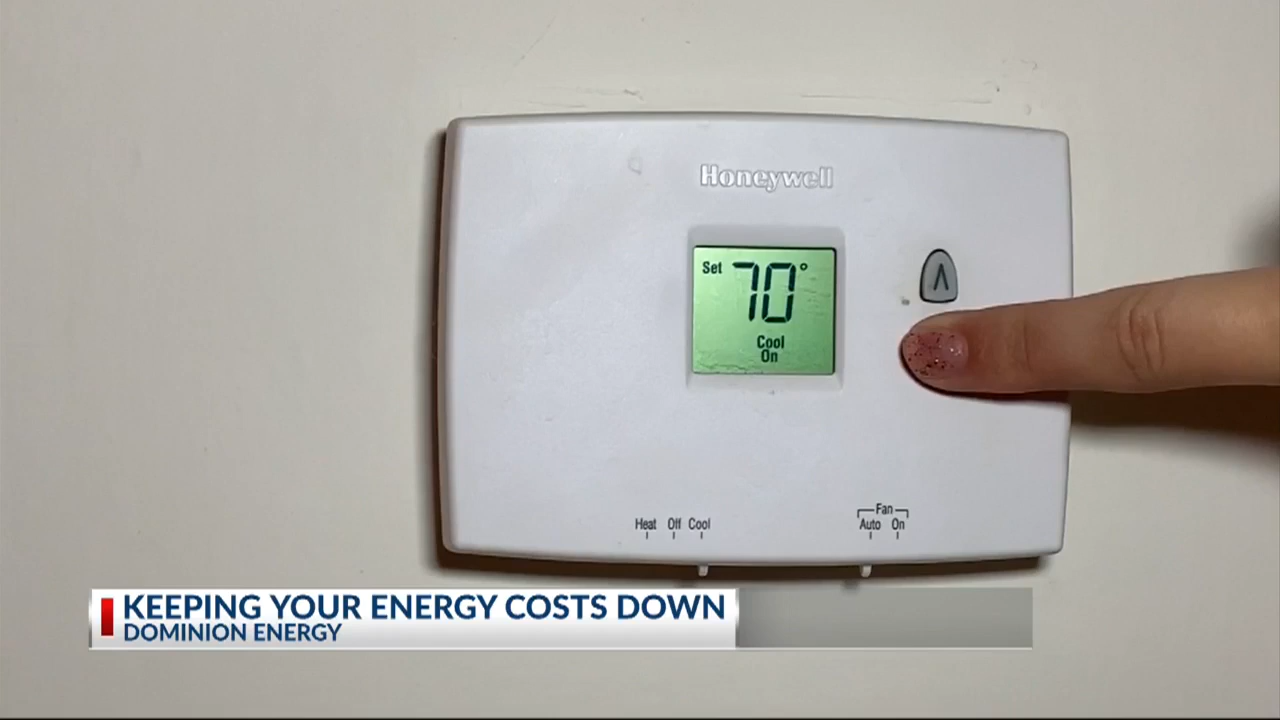 Honeywell
Set 70°
Cool
On
Fan
Heat Off Cool Auto On
KEEPING YOUR ENERGY COSTS DOWN
DOMINION ENERGY